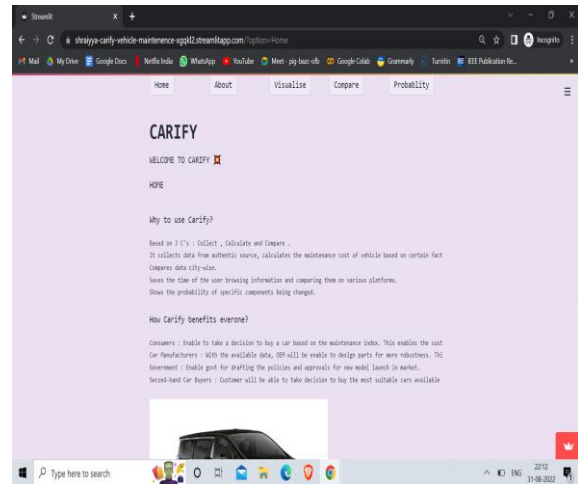 Streamlit
shraiyya-carify-vehicle-maintenence-xgqkl2.streamlitapp.com/?option=Home
Incognito
Mail My Drive Google Docs Netflix India WhatsApp YouTube Meet - pig-bazc-ofb Google Colab Grammarly Turnitin IEEE Publication Re...
Home About Visualise Compare Probablity
CARIFY
WELCOME TO CARIFY
HOME
Why to use Carify?
Based on 3 C's : Collect , Calculate and Compare .
It collects data from authentic source, calculates the maintenance cost of vehicle based on certain fact
Compares data city-wise.
Saves the time of the user browsing information and comparing them on various platforms.
Shows the probability of specific components being changed.
How Carify benefits everone?
Consumers : Enable to take a decision to buy a car based on the maintenance index. This enables the cust
Car Manufacturers : With the available data, OEM will be enable to design parts for more robustness. Thi
Government : Enable govt for drafting the policies and approvals for new model launch in market.
Second-hand Car Buyers : Customer will be able to take decision to buy the most suitable cars available
Type here to search
ENG
22:12
31-08-2022